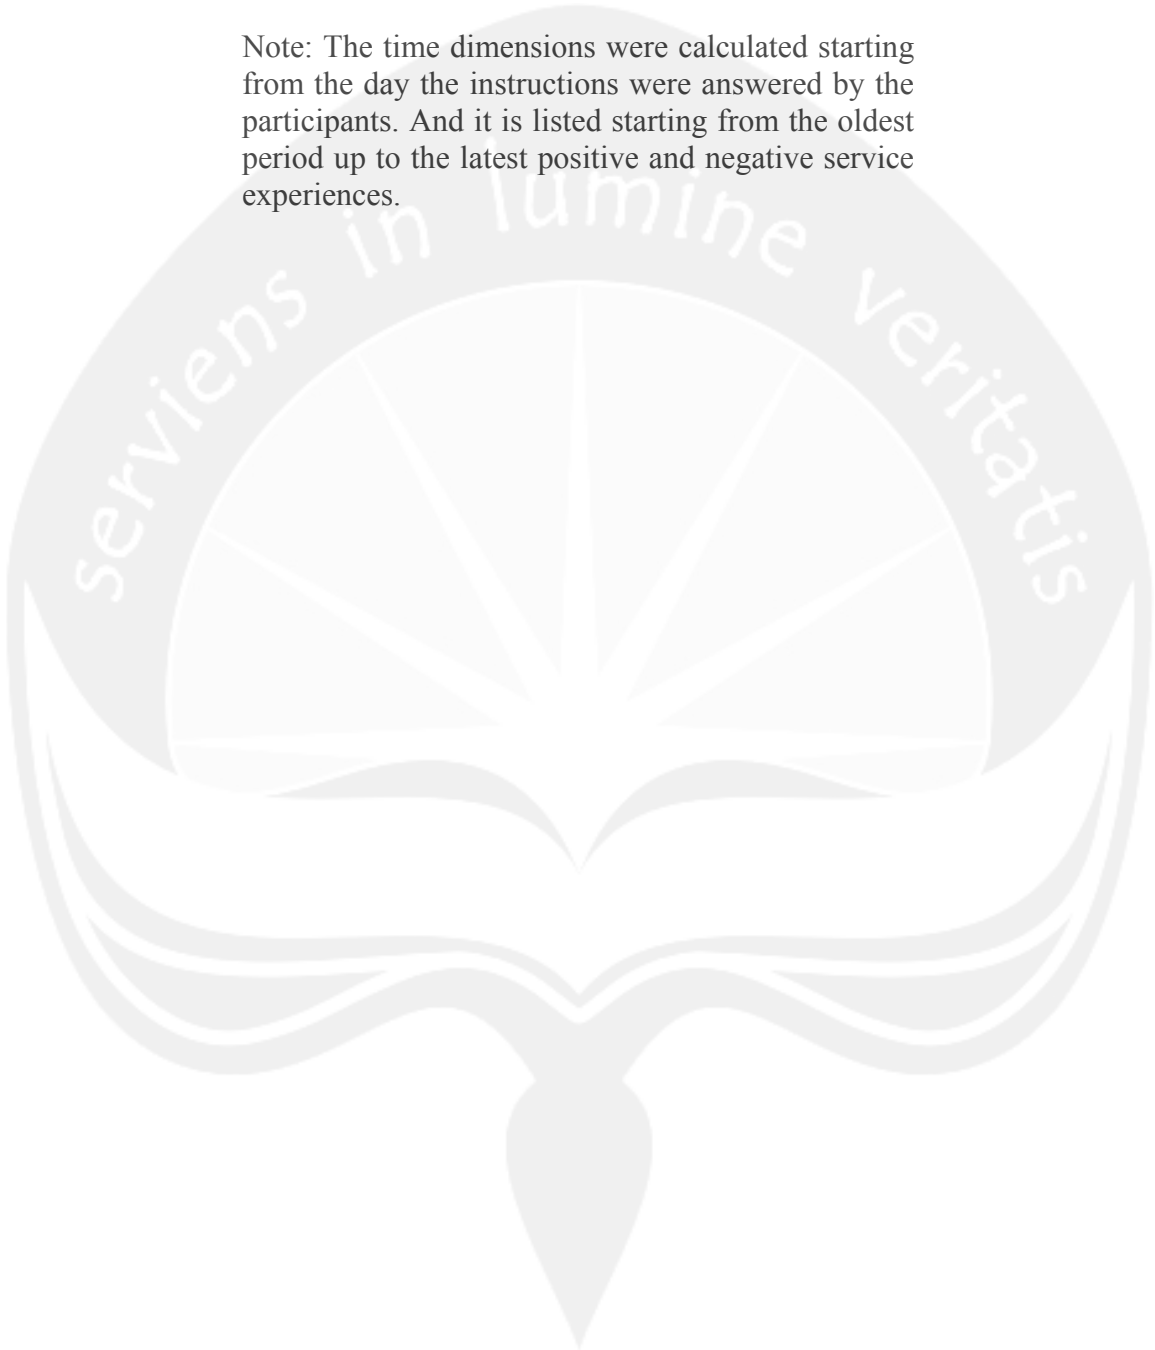 Note: The time dimensions were calculated starting
from the day the instructions were answered by the
participants. And it is listed starting from the oldest
period up to the latest positive and negative service
experiences.
serviens in lumine veritatis